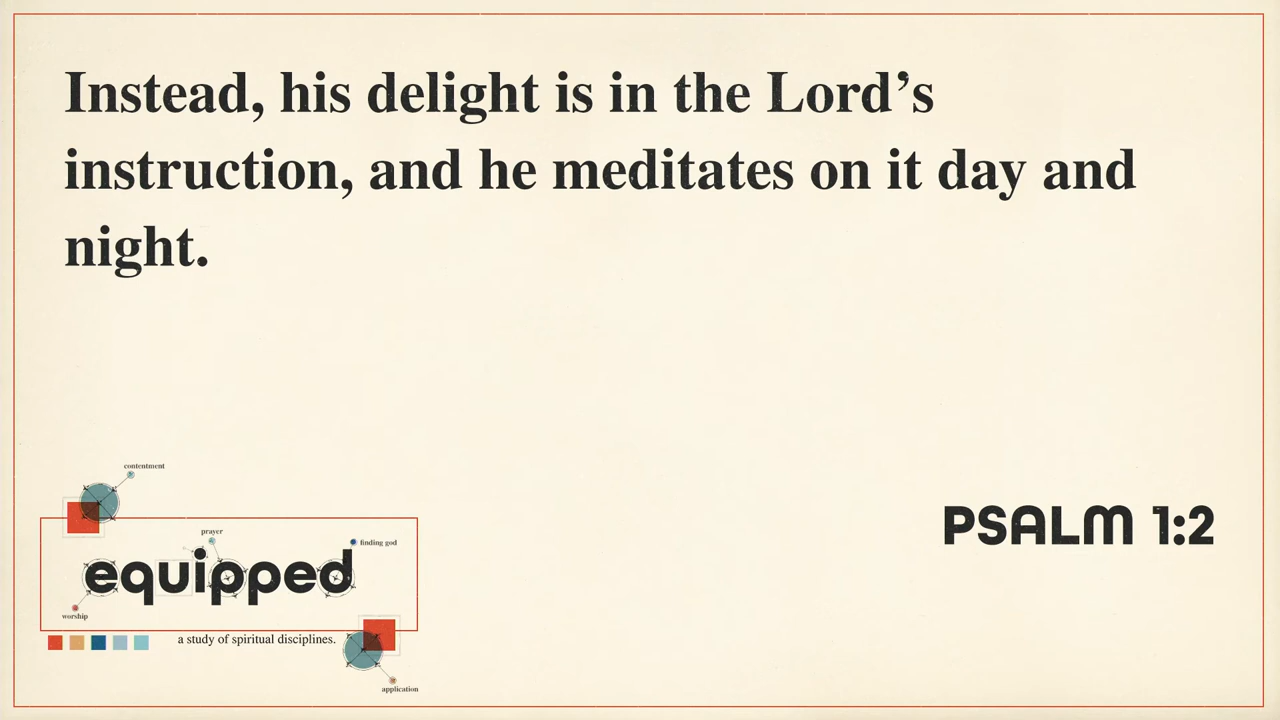 Instead, his delight is in the Lord’s
instruction, and he meditates on it day and
night.
contentment
prayer
finding god
equipped
worship
a study of spiritual disciplines.
application
PSALM 1:2